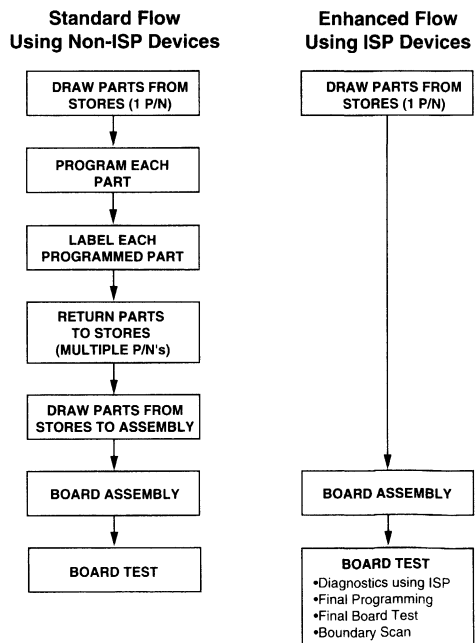 Standard Flow
Using Non-ISP Devices
DRAW PARTS FROM
STORES (1 P/N)
PROGRAM EACH
PART
LABEL EACH
PROGRAMMED PART
RETURN PARTS
TO STORES
(MULTIPLE P/N's)
DRAW PARTS FROM
STORES TO ASSEMBLY
BOARD ASSEMBLY
BOARD TEST
Enhanced Flow
Using ISP Devices
DRAW PARTS FROM
STORES (1 P/N)
BOARD ASSEMBLY
BOARD TEST
•Diagnostics using ISP
•Final Programming
•Final Board Test
•Boundary Scan